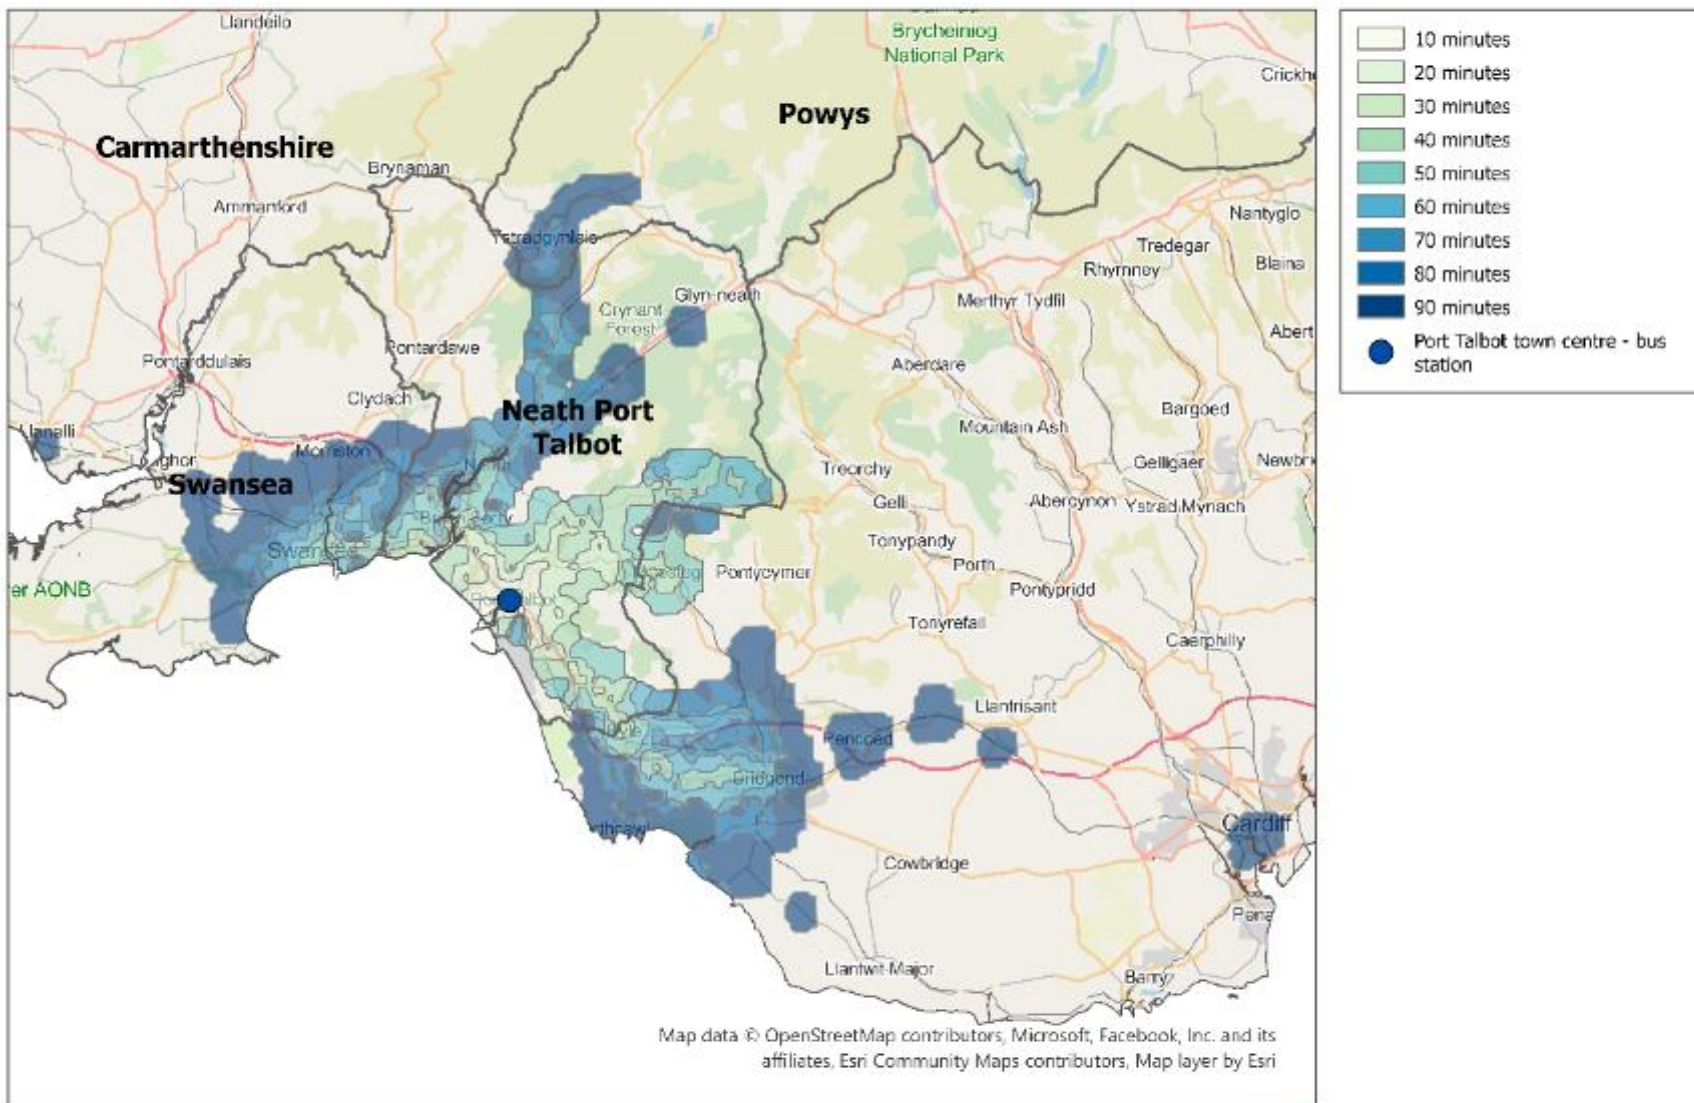 Llandeilo
Brycheiniog
National Park
Crickh
Powys
Carmarthenshire
Brynaman
Ammanford
Nantyglo
Tredegar
Ystradgynlais
Rhymney
Blaina
Glyn-neath
Merthyr Tydfil
Crynant
Forest
Abert
Pontardawe
Pontarddulais
Aberdare
Clydach
Bargoed
Neath Port
Talbot
Mountain Ash
Llanelli
Morriston
Gelligaer
Newbri
Treorchy
Swansea
Gelli
Abercynon
Ystrad Mynach
Swansea
Tonypandy
Porth
Pontycymer
er AONB
Pontypridd
Tonyrefail
Caerphilly
Llantrisant
Pencoed
Bridgend
Cardiff
Cowbridge
Pena
Llantwit Major
Barry
Map data © OpenStreetMap contributors, Microsoft, Facebook, Inc. and its
affiliates, Esri Community Maps contributors, Map layer by Esri
10 minutes
20 minutes
30 minutes
40 minutes
50 minutes
60 minutes
70 minutes
80 minutes
90 minutes
Port Talbot town centre - bus
station